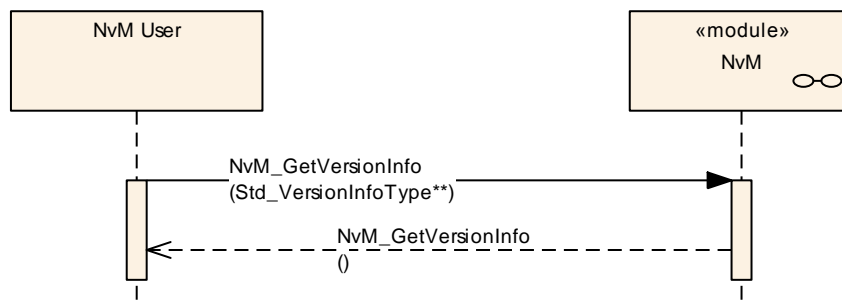 NvM User
«module»
NvM
NvM_GetVersionInfo
(Std_VersionInfoType**)
NvM_GetVersionInfo
()